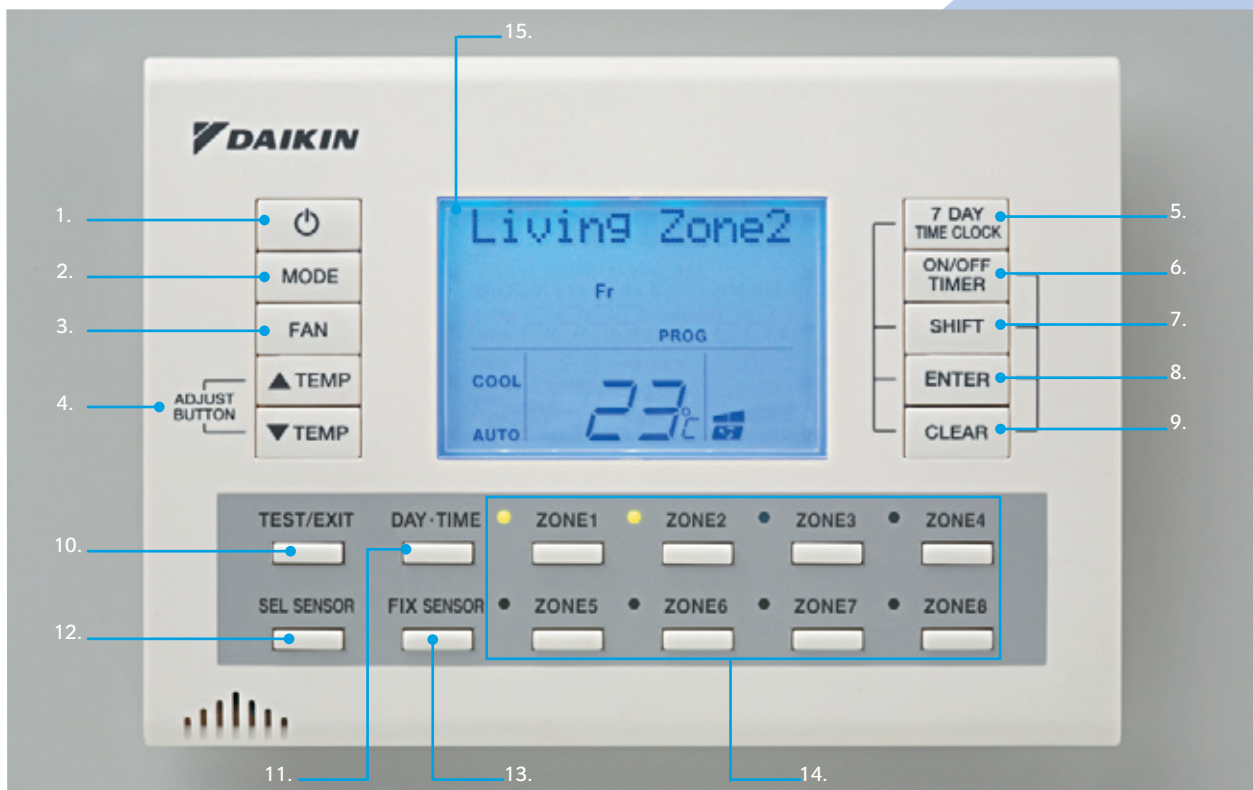 15.
DAIKIN
1.
2. MODE
3. FAN
4. ADJUST BUTTON
▲ TEMP
▼ TEMP
Living Zone2
Fr
PROG
COOL
AUTO
23°C
7 DAY
TIME CLOCK
5.
ON/OFF
TIMER
6.
SHIFT
7.
ENTER
8.
CLEAR
9.
TEST/EXIT DAY·TIME ZONE1 ZONE2 ZONE3 ZONE4
10.
SEL SENSOR FIX SENSOR ZONE5 ZONE6 ZONE7 ZONE8
12.
11. 13. 14.